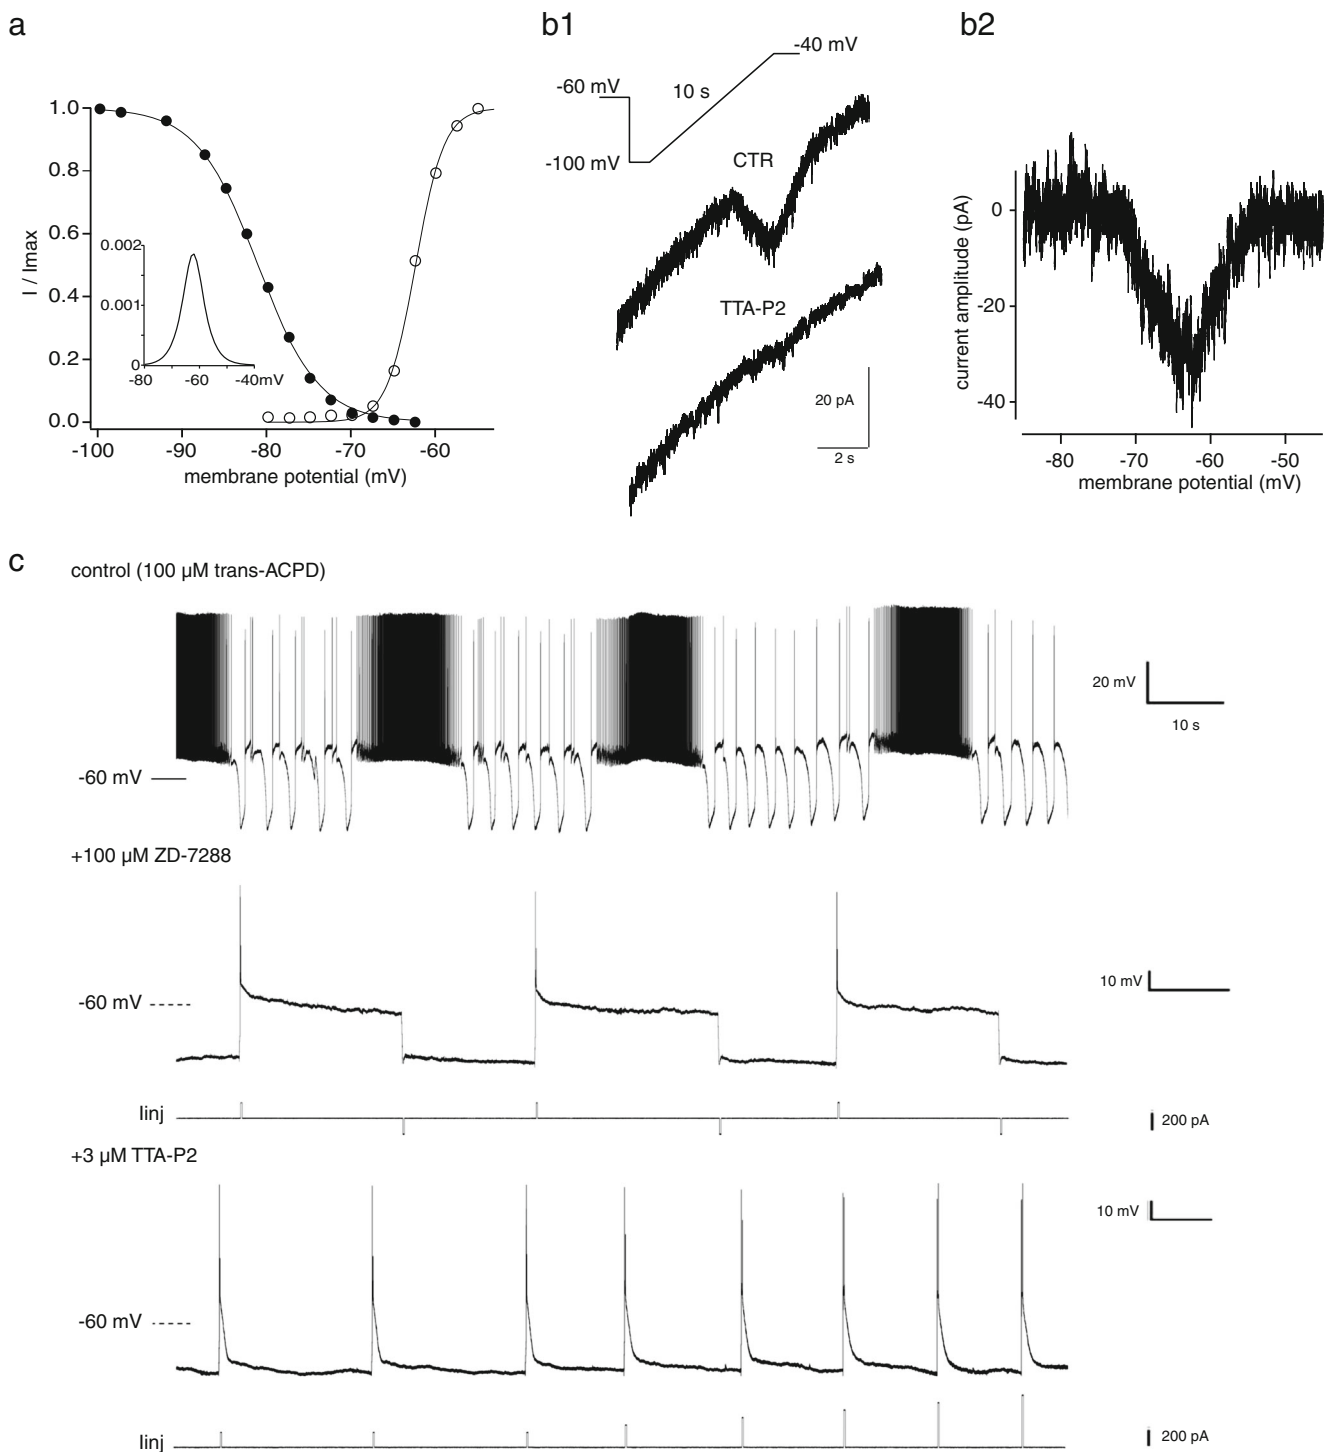 a
b1
b2
1.0
0.8
0.6
0.4
0.2
0.0
I / Imax
-100
-90
-80
-70
-60
membrane potential (mV)
0.002
0.001
0
-80
-60
-40mV
-60 mV
-100 mV
10 s
-40 mV
CTR
TTA-P2
20 pA
2 s
current amplitude (pA)
0
-20
-40
-80
-70
-60
-50
membrane potential (mV)
c
control (100 µM trans-ACPD)
-60 mV
20 mV
10 s
+100 µM ZD-7288
-60 mV
10 mV
Iinj
200 pA
+3 µM TTA-P2
-60 mV
10 mV
Iinj
200 pA